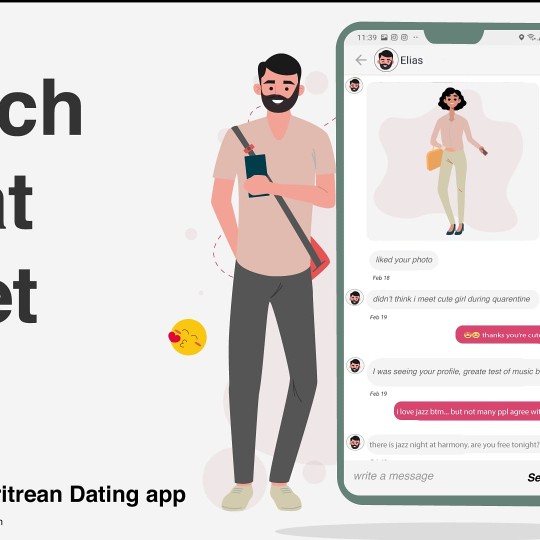 ch
at
et
ritrean Dating app
11:39
Elias
liked your photo
Feb 18
didn't think i meet cute girl during quarentine
Feb 19
thanks you're cut
I was seeing your profile, greate test of music b
Feb 19
I love jazz btm... but not many ppl agree wi
there is jazz night at harmony. are you free tonight?
write a message
Se